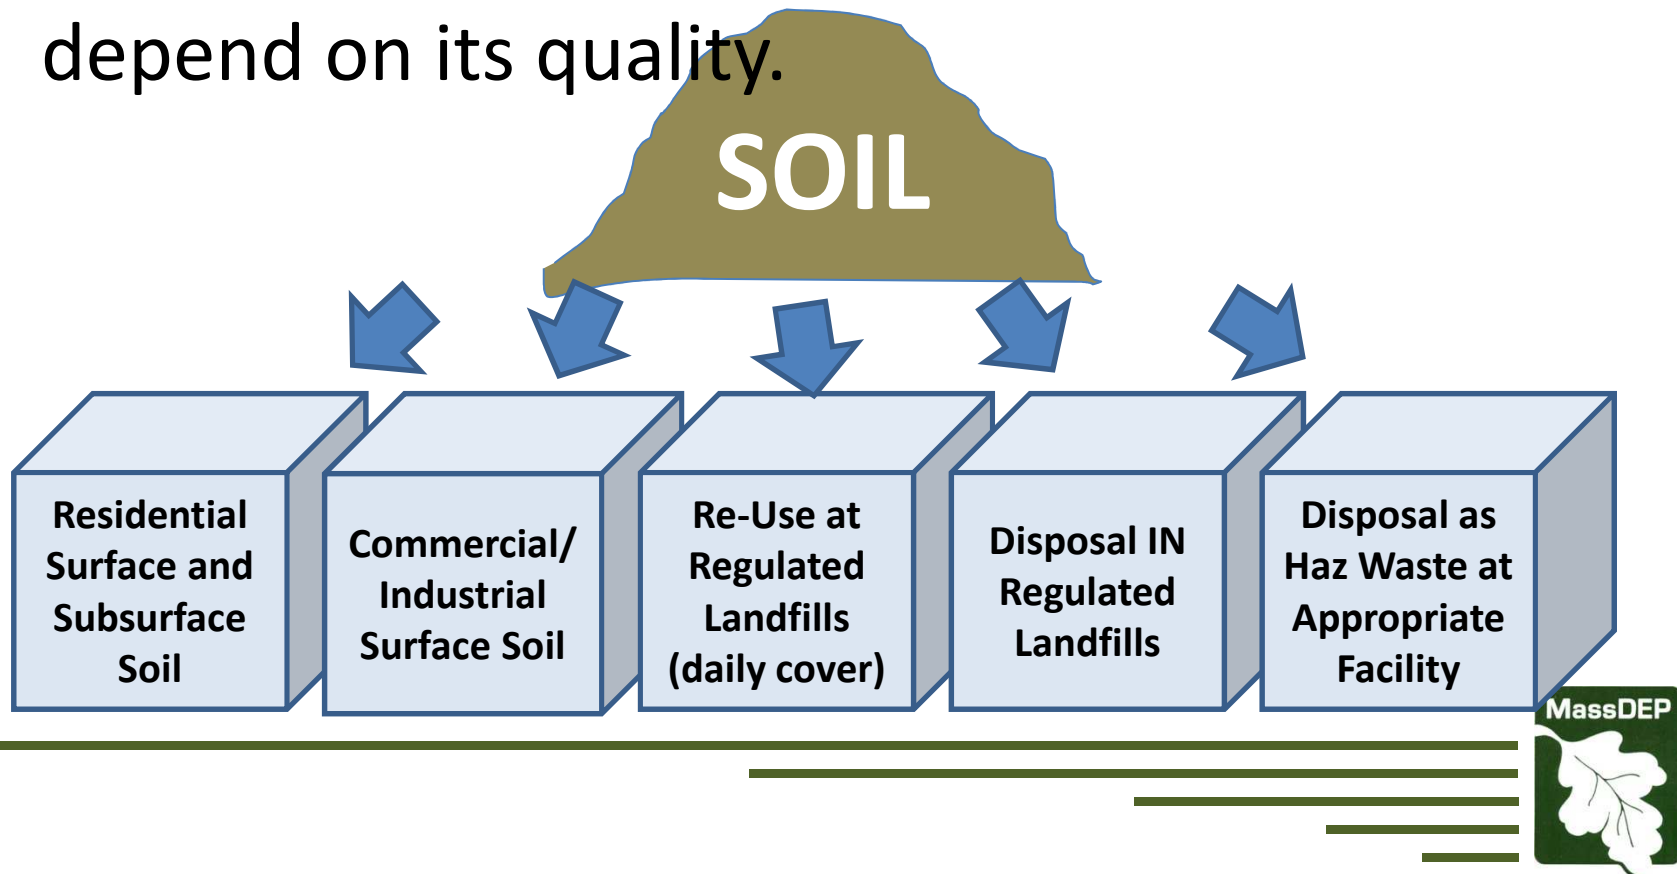 depend on its quality.
SOIL
Residential
Surface and
Subsurface
Soil
Commercial/
Industrial
Surface Soil
Re-Use at
Regulated
Landfills
(daily cover)
Disposal IN
Regulated
Landfills
Disposal as
Haz Waste at
Appropriate
Facility
MassDEP